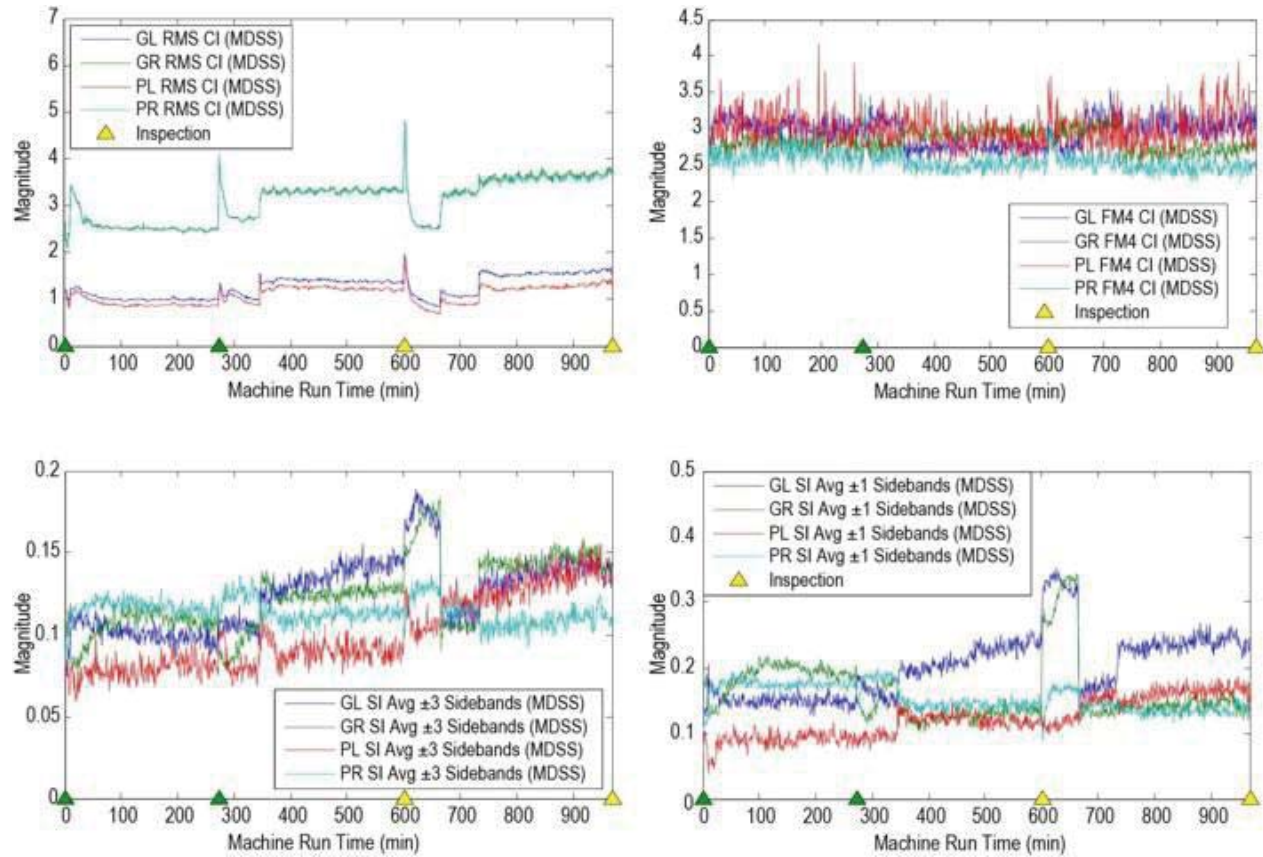 7
6
5
4
3
2
1
0
Magnitude
GL RMS CI (MDSS)
GR RMS CI (MDSS)
PL RMS CI (MDSS)
PR RMS CI (MDSS)
Inspection
0 100 200 300 400 500 600 700 800 900
Machine Run Time (min)
4.5
4
3.5
3
2.5
2
1.5
1
0.5
0
Magnitude
GL FM4 CI (MDSS)
GR FM4 CI (MDSS)
PL FM4 CI (MDSS)
PR FM4 CI (MDSS)
Inspection
0 100 200 300 400 500 600 700 800 900
Machine Run Time (min)
0.2
0.15
0.1
0.05
0
Magnitude
GL SI Avg ±3 Sidebands (MDSS)
GR SI Avg ±3 Sidebands (MDSS)
PL SI Avg ±3 Sidebands (MDSS)
PR SI Avg ±3 Sidebands (MDSS)
0 100 200 300 400 500 600 700 800 900
Machine Run Time (min)
0.5
0.4
0.3
0.2
0.1
0
Magnitude
GL SI Avg ±1 Sidebands (MDSS)
GR SI Avg ±1 Sidebands (MDSS)
PL SI Avg ±1 Sidebands (MDSS)
PR SI Avg ±1 Sidebands (MDSS)
Inspection
0 100 200 300 400 500 600 700 800 900
Machine Run Time (min)